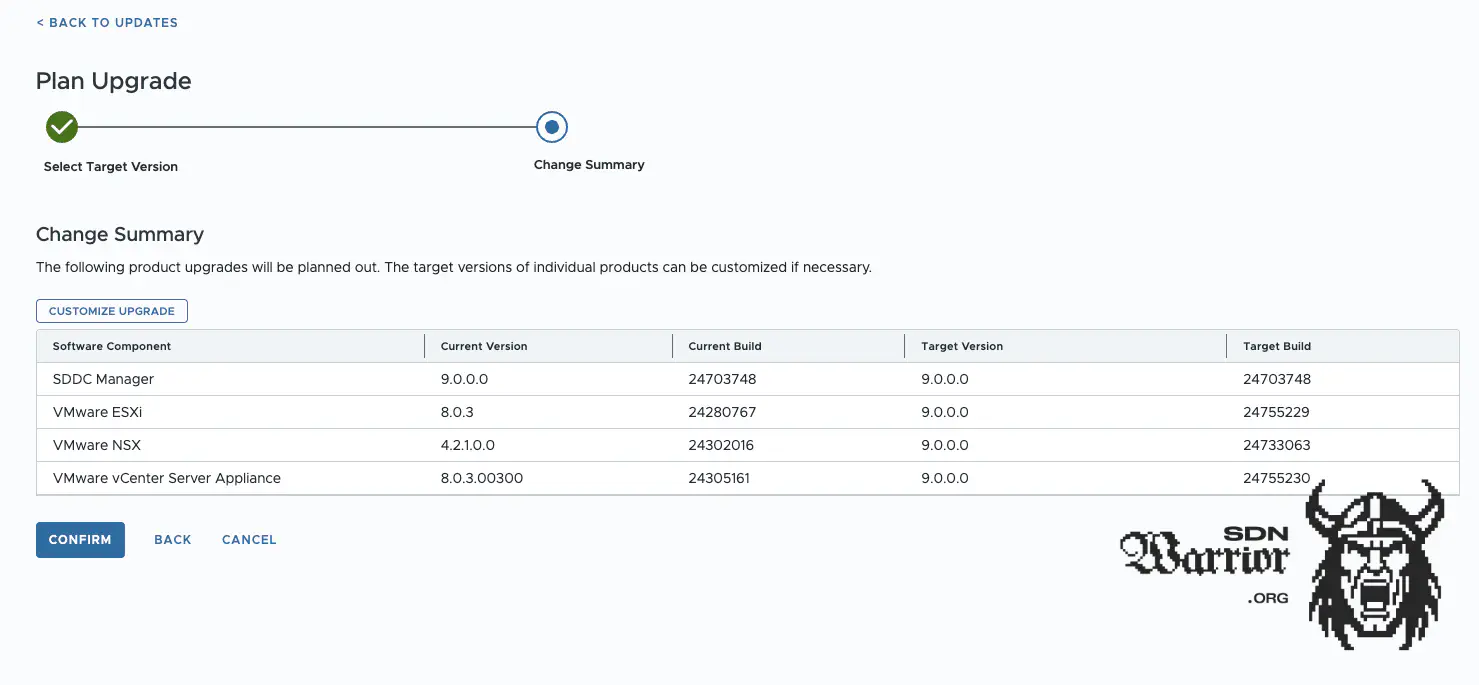 < BACK TO UPDATES
Plan Upgrade
Select Target Version
Change Summary
Change Summary
The following product upgrades will be planned out. The target versions of individual products can be customized if necessary.
CUSTOMIZE UPGRADE
Software Component Current Version Current Build Target Version Target Build
SDDC Manager 9.0.0.0 24703748 9.0.0.0 24703748
VMware ESXi 8.0.3 24280767 9.0.0.0 24755229
VMware NSX 4.2.1.0.0 24302016 9.0.0.0 24733063
VMware vCenter Server Appliance 8.0.3.00300 24305161 9.0.0.0 24755230
CONFIRM BACK CANCEL
SDN
Warrior
.ORG